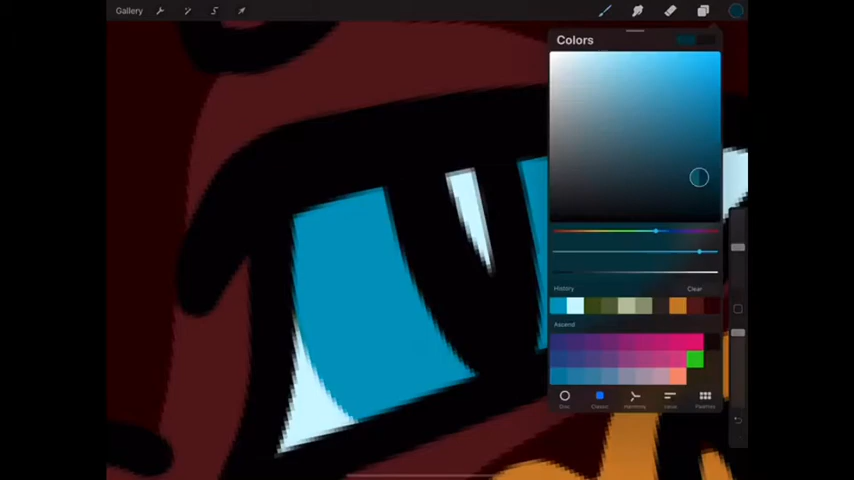 Gallery
Colors
History Clear
Ascend
Disc Classic Harmony Value Palettes